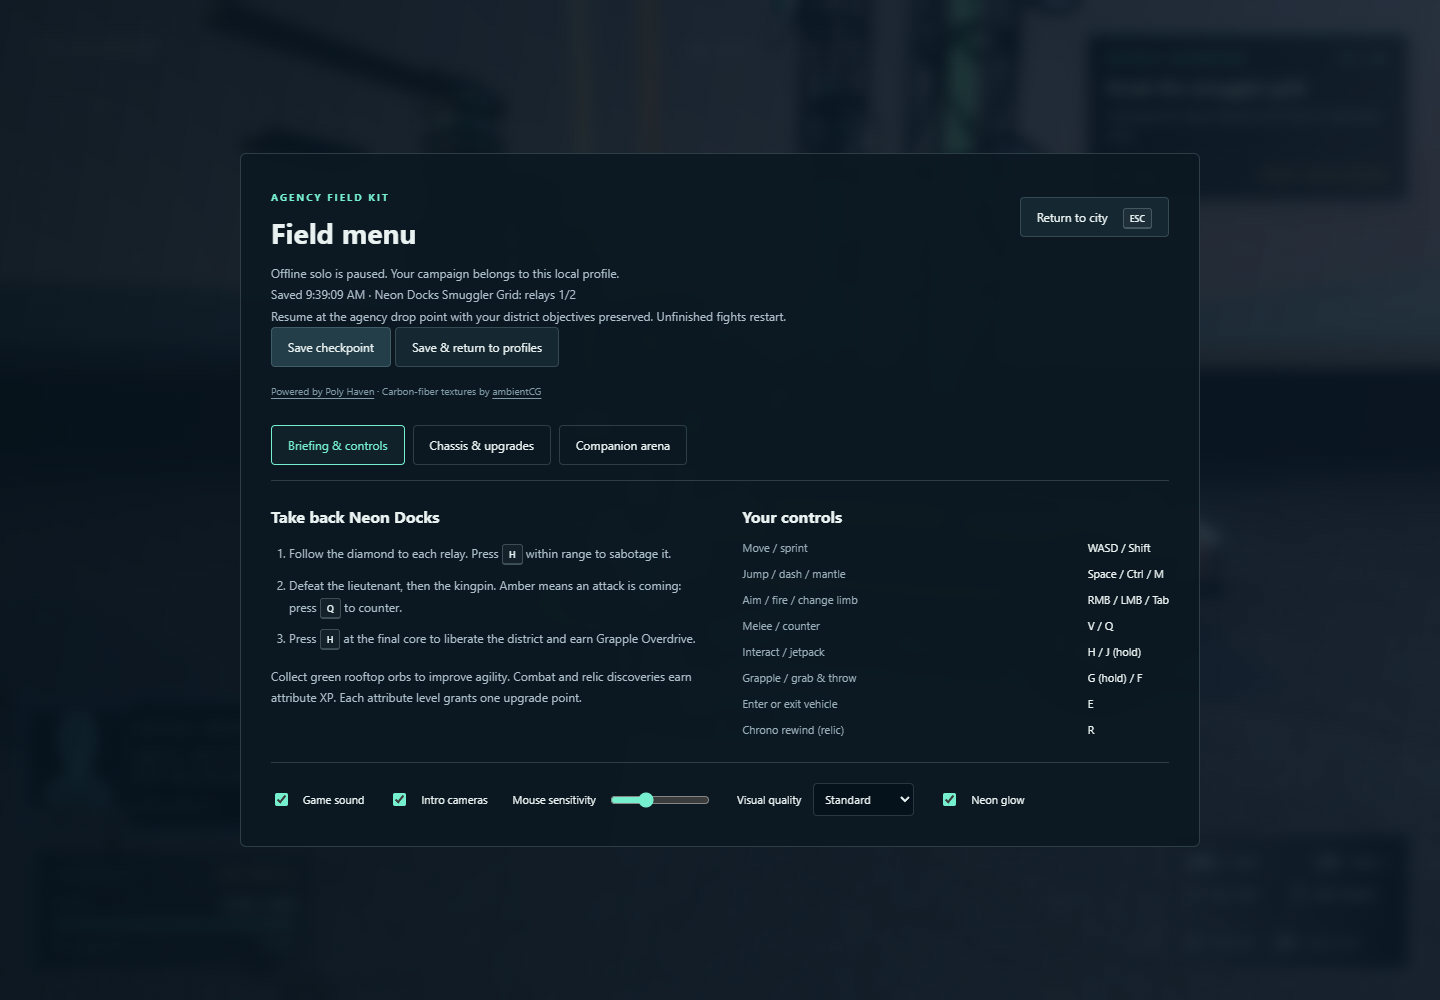 AGENCY FIELD KIT
Field menu
Return to city ESC
Offline solo is paused. Your campaign belongs to this local profile.
Saved 9:39:09 AM · Neon Docks Smuggler Grid: relays 1/2
Resume at the agency drop point with your district objectives preserved. Unfinished fights restart.
Save checkpoint Save & return to profiles
Powered by Poly Haven · Carbon-fiber textures by ambientCG
Briefing & controls Chassis & upgrades Companion arena
Take back Neon Docks
1. Follow the diamond to each relay. Press H within range to sabotage it.
2. Defeat the lieutenant, then the kingpin. Amber means an attack is coming:
press Q to counter.
3. Press H at the final core to liberate the district and earn Grapple Overdrive.
Collect green rooftop orbs to improve agility. Combat and relic discoveries earn
attribute XP. Each attribute level grants one upgrade point.
Your controls
Move / sprint WASD / Shift
Jump / dash / mantle Space / Ctrl / M
Aim / fire / change limb RMB / LMB / Tab
Melee / counter V / Q
Interact / jetpack H / J (hold)
Grapple / grab & throw G (hold) / F
Enter or exit vehicle E
Chrono rewind (relic) R
Game sound Intro cameras Mouse sensitivity Visual quality Standard Neon glow